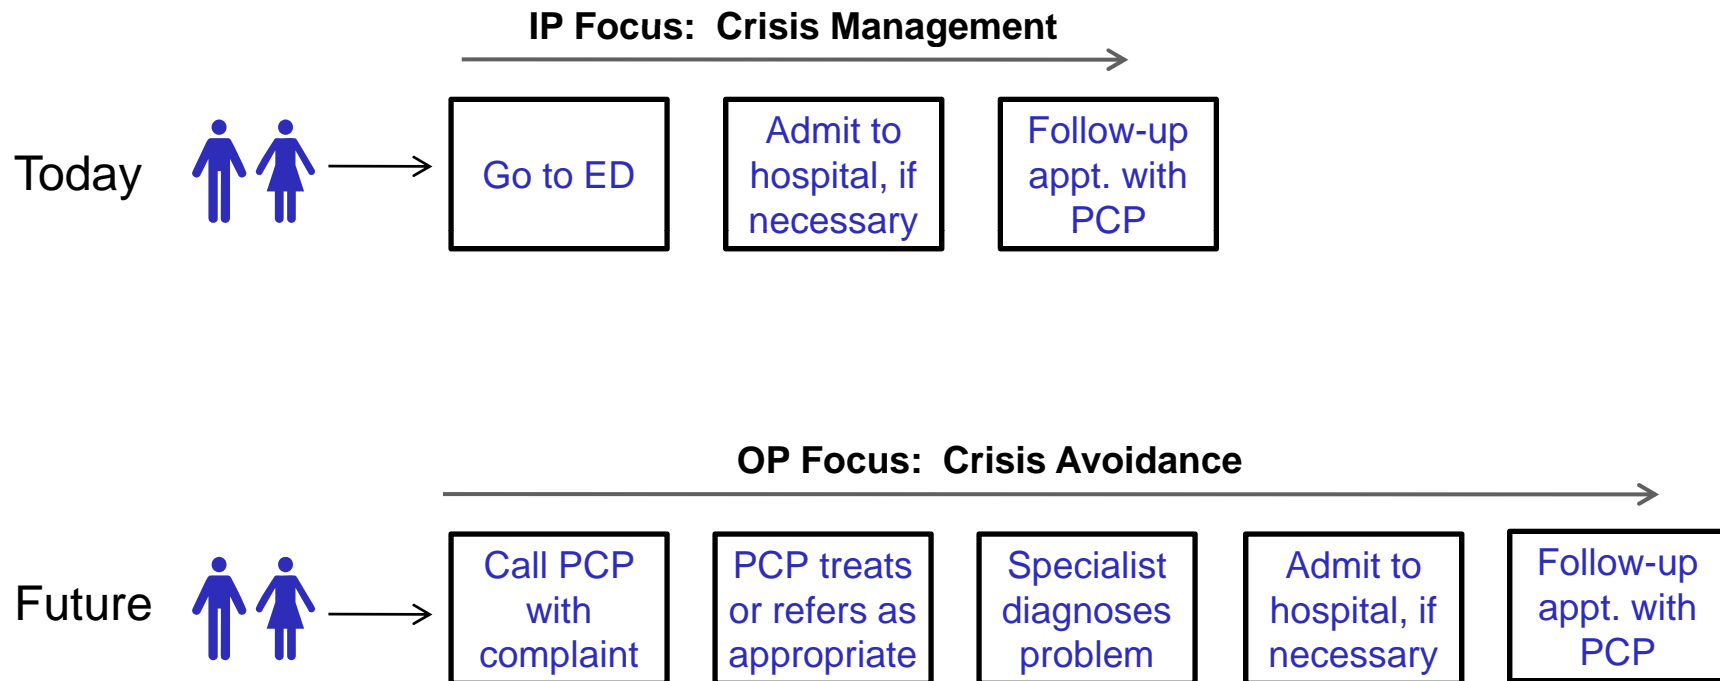 IP Focus:  Crisis Management
Today
Go to ED
Admit to
hospital, if
necessary
Follow-up
appt. with
PCP
OP Focus:  Crisis Avoidance
Future
Call PCP
with
complaint
PCP treats
or refers as
appropriate
Specialist
diagnoses
problem
Admit to
hospital, if
necessary
Follow-up
appt. with
PCP